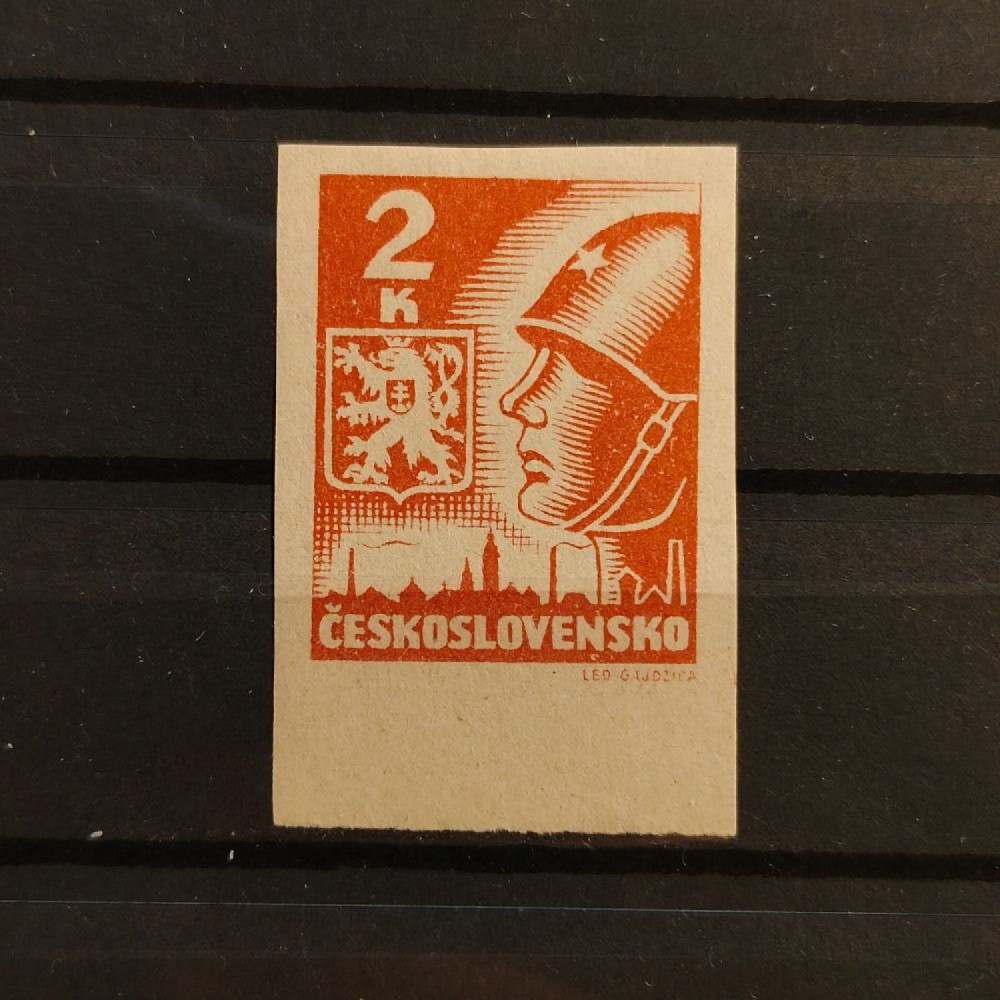 2
K
ČESKOSLOVENSKO
LEO GAJDZICA